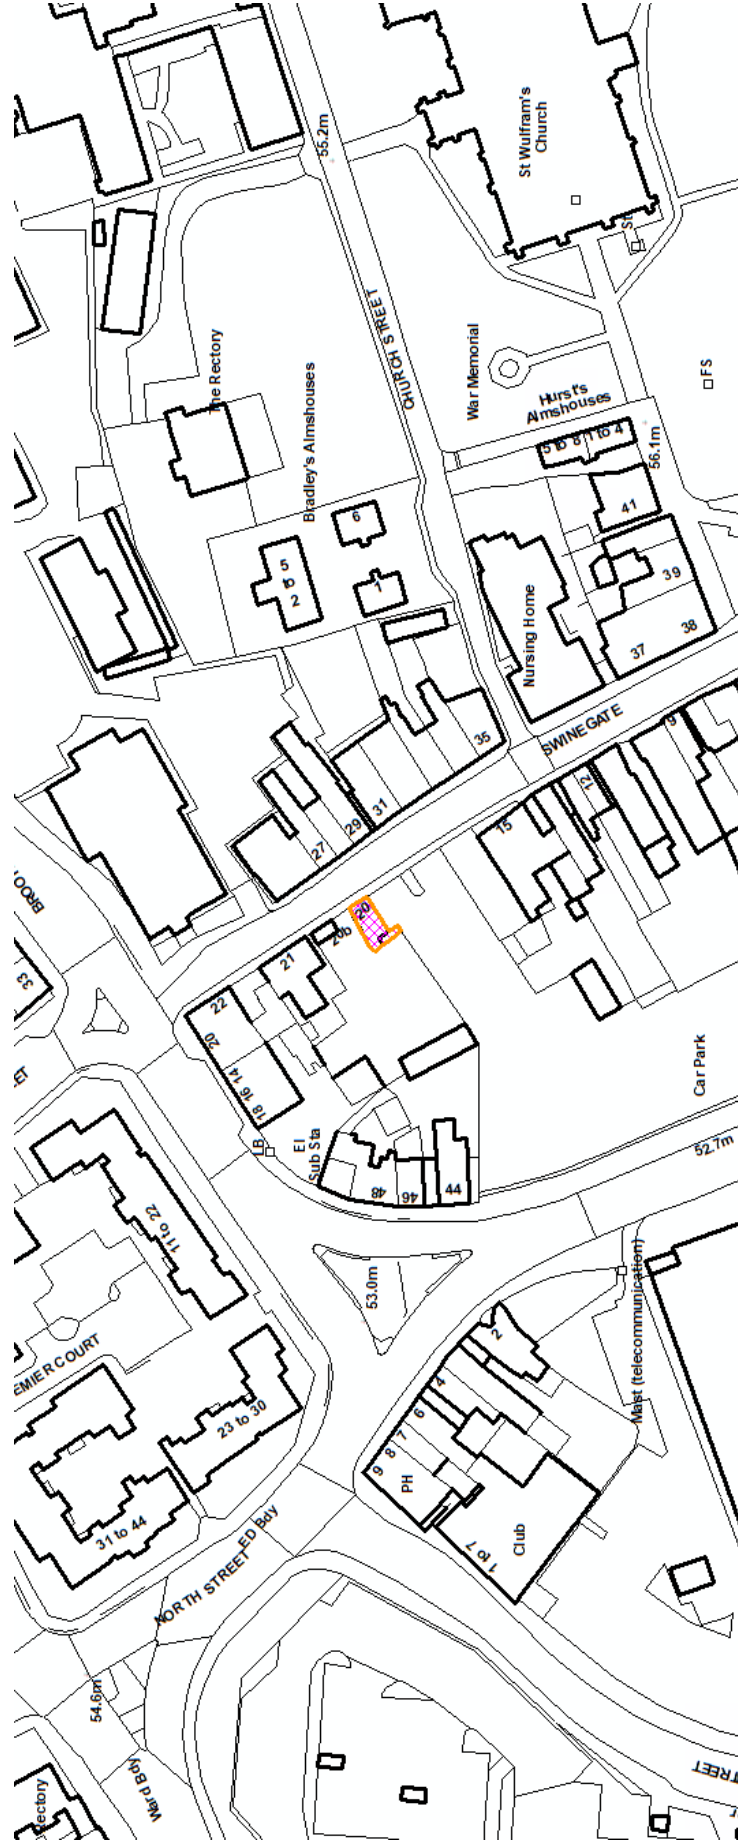 55.2m
St Wulfram's
Church
St
CHURCH STREET
The Rectory
War Memorial
FS
Bradley's Almshouses
Hurst's
Almshouses
5 to 8
1 to 4
56.1m
6
5
to
2
1
41
39
38
37
Nursing Home
SWINEGATE
35
31
29
27
9
12
15
33
20
20b
21
22
20
18 16 14
LB
El
Sub Sta
48
46
44
Car Park
52.7m
11 to 22
53.0m
Mast (telecommunication)
EMIER COURT
23 to 30
31 to 44
2
4
6
7
8
9
PH
Club
1 to 7
ED Bdy
NORTH STREET
54.6m
Ward Bdy
Rectory
STREET